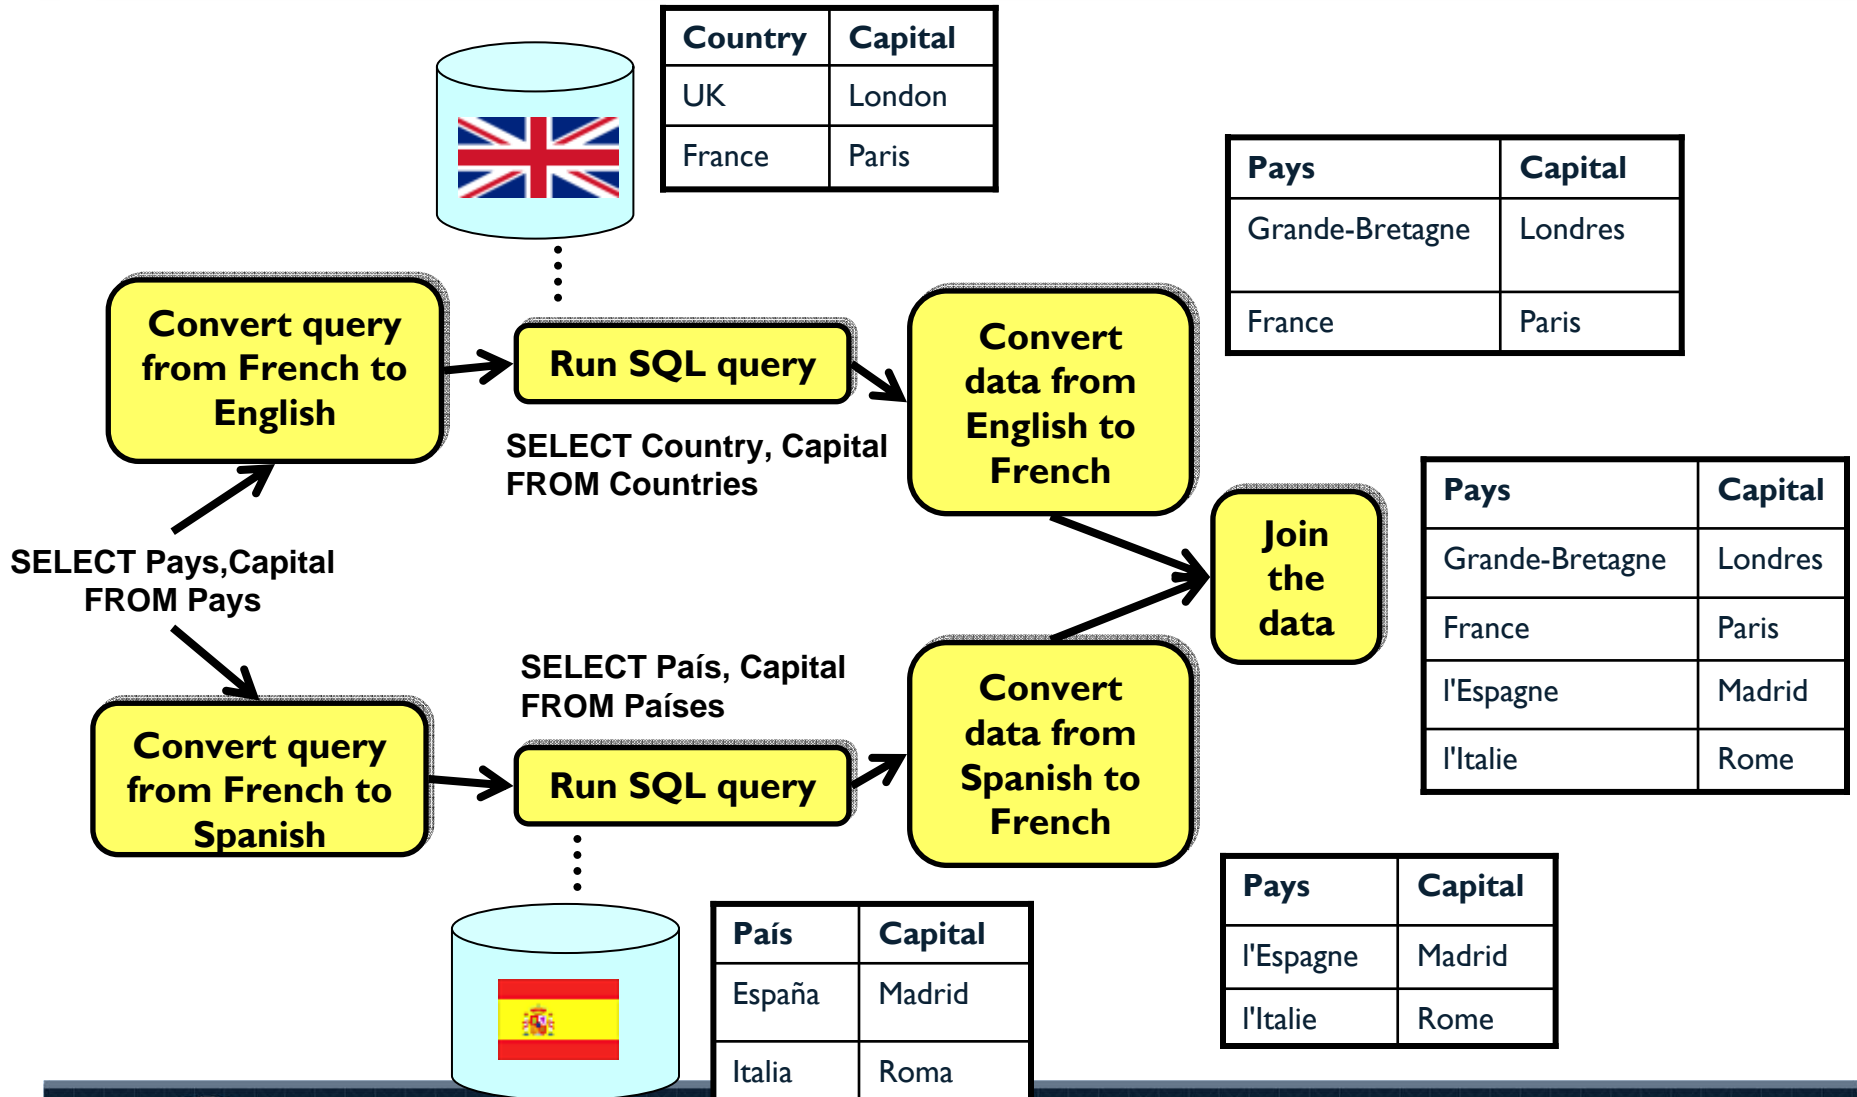 Country Capital
UK London
France Paris
Pays Capital
Grande-Bretagne Londres
France Paris
Convert query
from French to
English
Run SQL query
Convert
data from
English to
French
SELECT Country, Capital
FROM Countries
SELECT Pays,Capital
FROM Pays
Join
the
data
Pays Capital
Grande-Bretagne Londres
France Paris
l'Espagne Madrid
l'Italie Rome
SELECT País, Capital
FROM Países
Convert query
from French to
Spanish
Run SQL query
Convert
data from
Spanish to
French
País Capital
España Madrid
Italia Roma
Pays Capital
l'Espagne Madrid
l'Italie Rome